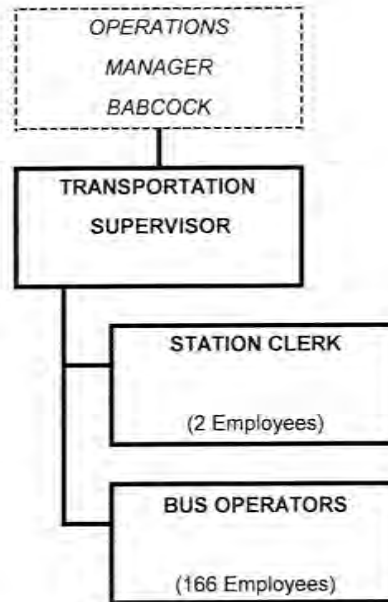 OPERATIONS
MANAGER
BABCOCK
TRANSPORTATION
SUPERVISOR
STATION CLERK
(2 Employees)
BUS OPERATORS
(166 Employees)